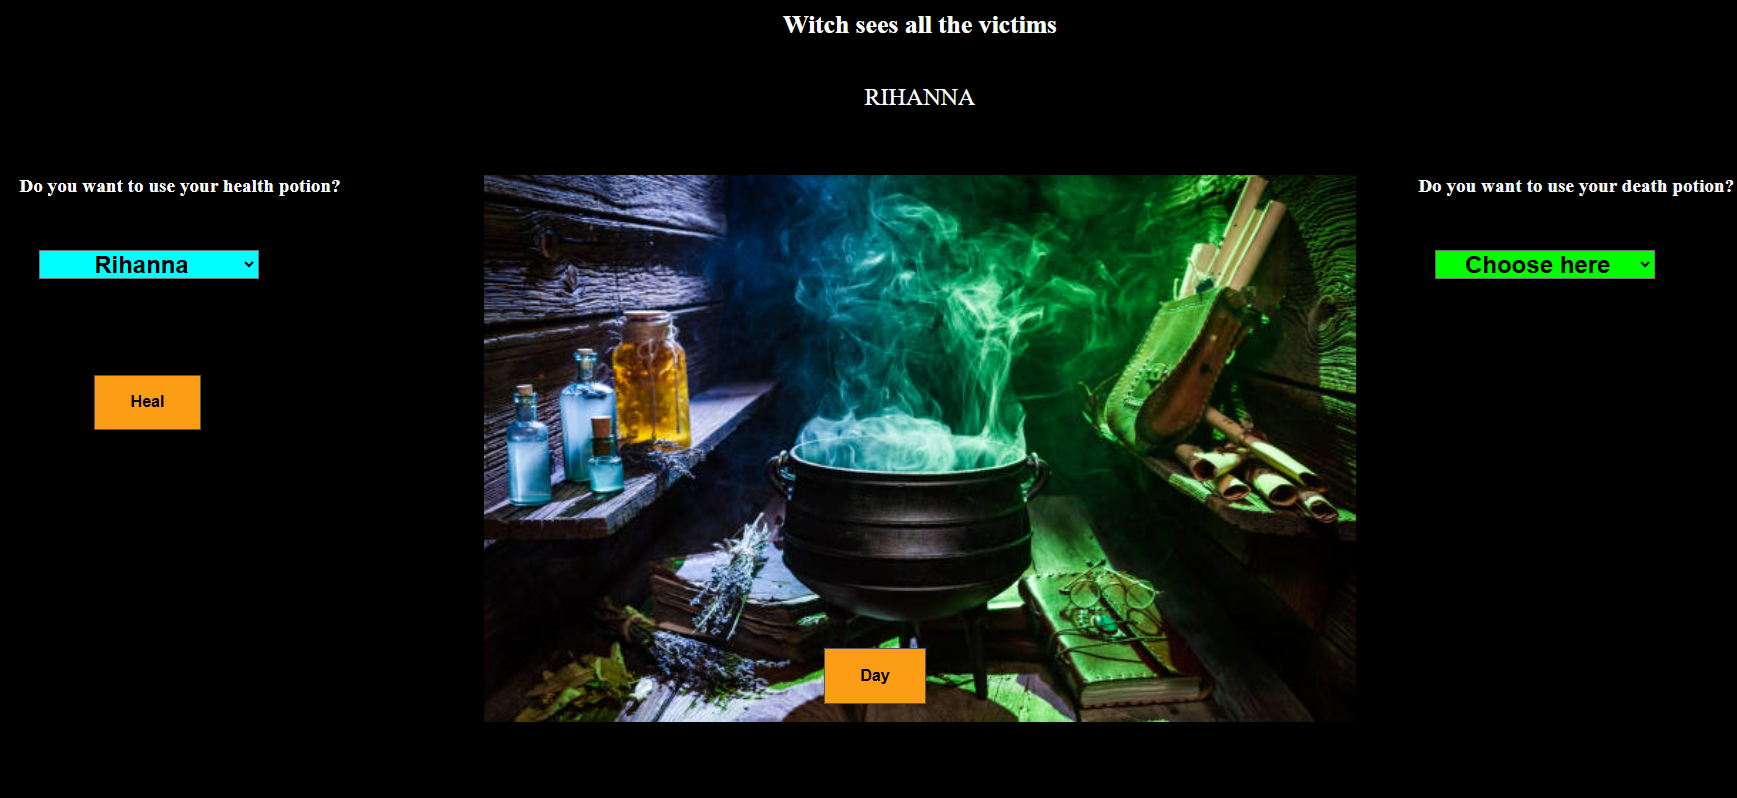 Witch sees all the victims
RIHANNA
Do you want to use your health potion?
Rihanna
Heal
Do you want to use your death potion?
Choose here
Day